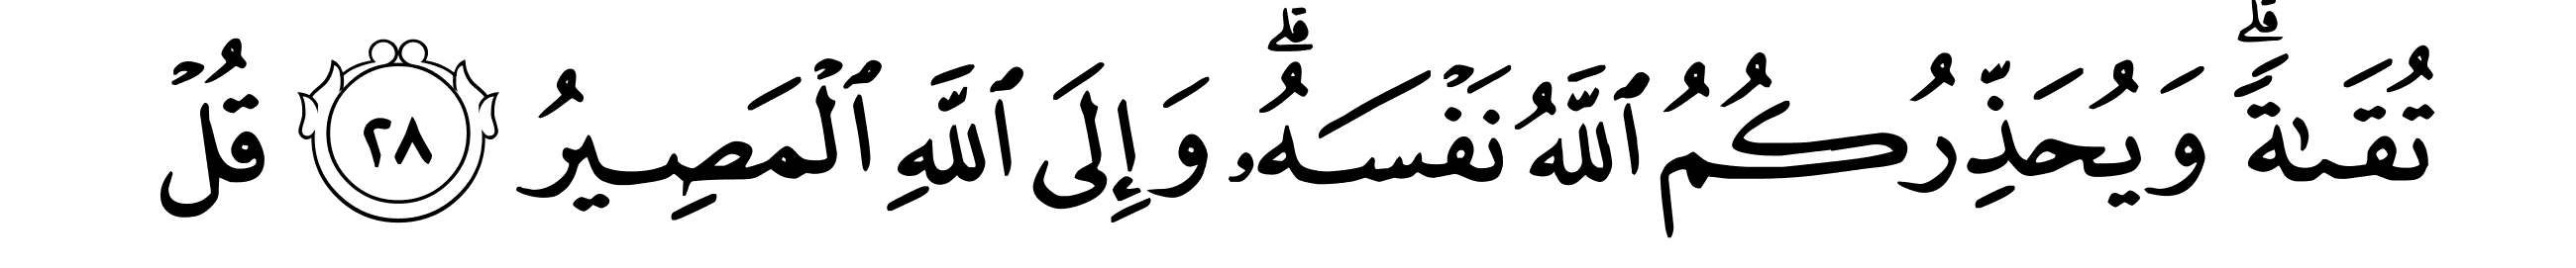 تُقَىٰةًۗ وَيُحَذِّرُكُمُ ٱللَّهُ نَفْسَهُۥۗ وَإِلَى ٱللَّهِ ٱلْمَصِيرُ ٢٨ قُلْ